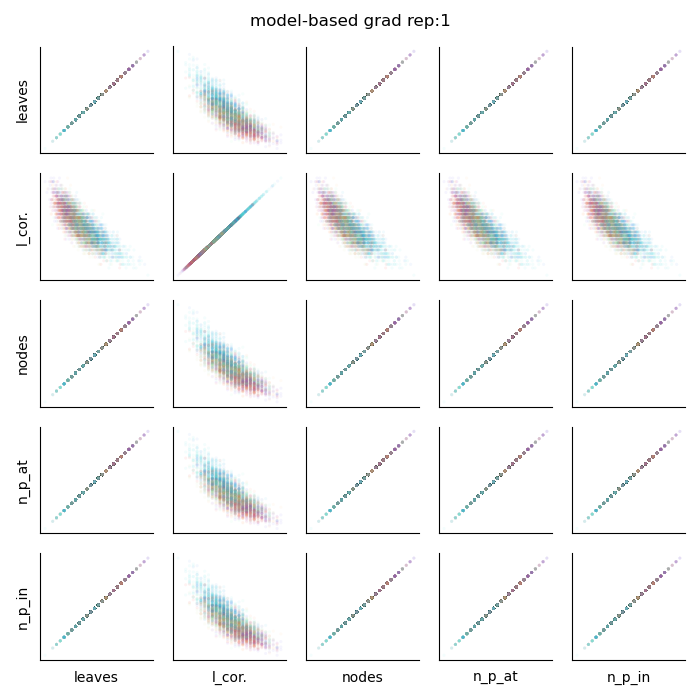 model-based grad rep:1
leaves
l_cor.
nodes
n_p_at
n_p_in
leaves
l_cor.
nodes
n_p_at
n_p_in